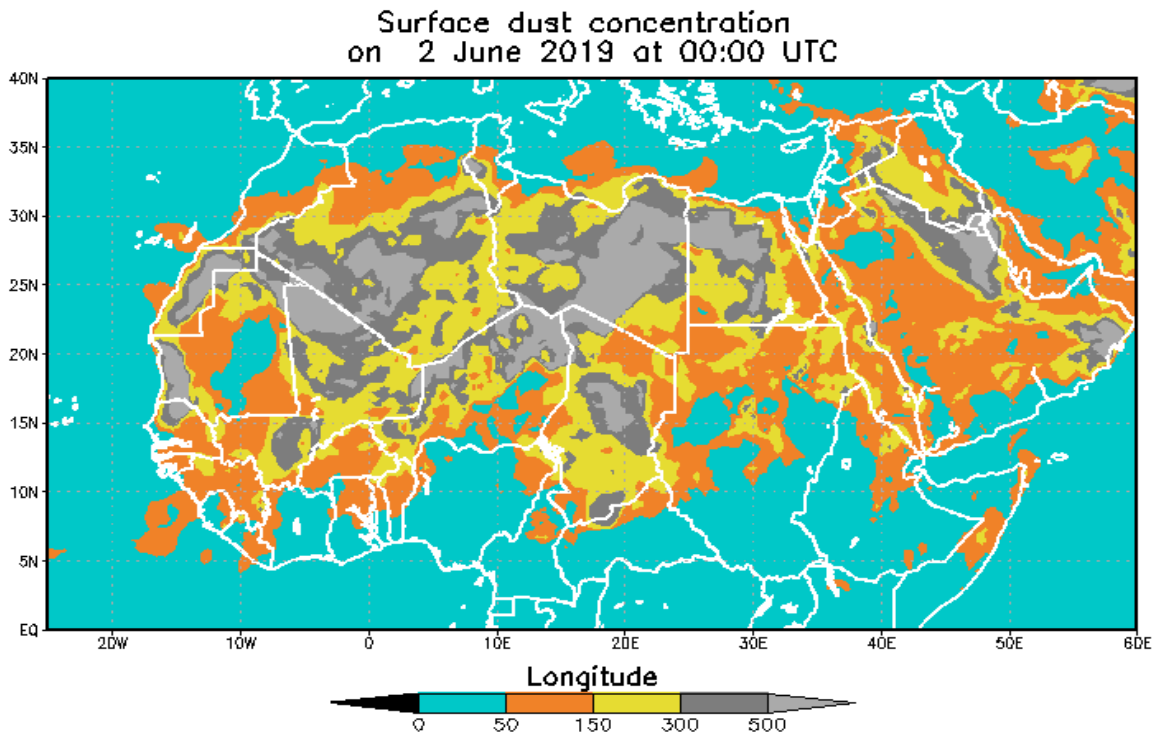 Surface dust concentration
on 2 June 2019 at 00:00 UTC
40N
35N
30N
25N
20N
15N
10N
5N
EQ
20W 10W 0 10E 20E 30E 40E 50E 60E
Longitude
0 50 150 300 500